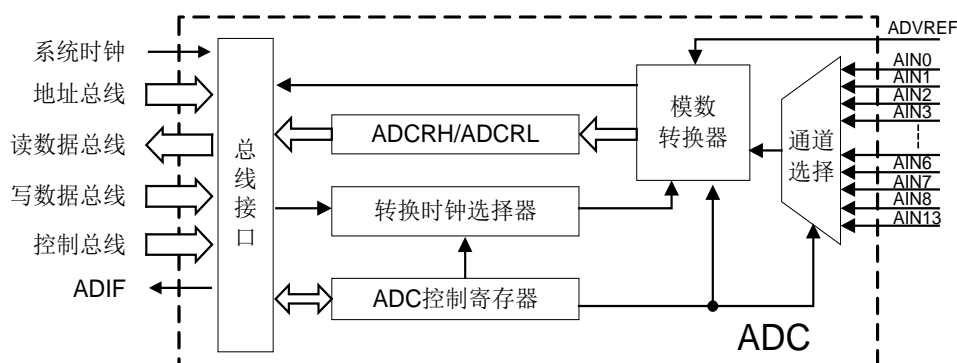 系统时钟
地址总线
读数据总线
写数据总线
控制总线
ADIF
总线接口
ADCRH/ADCRL
转换时钟选择器
ADC控制寄存器
模数
转换器
通道
选择
ADVREF
AIN0
AIN1
AIN2
AIN3
AIN6
AIN7
AIN8
AIN13
ADC